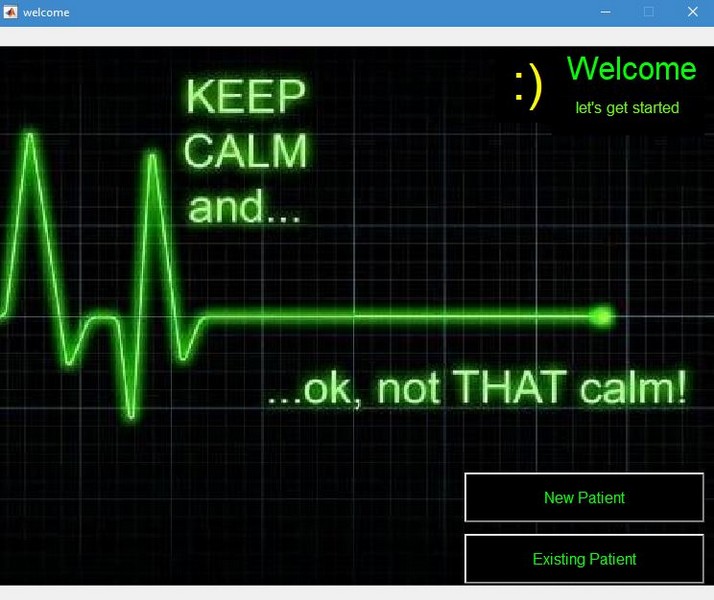 welcome
KEEP
CALM
and...
:)
Welcome
let's get started
...ok, not THAT calm!
New Patient
Existing Patient